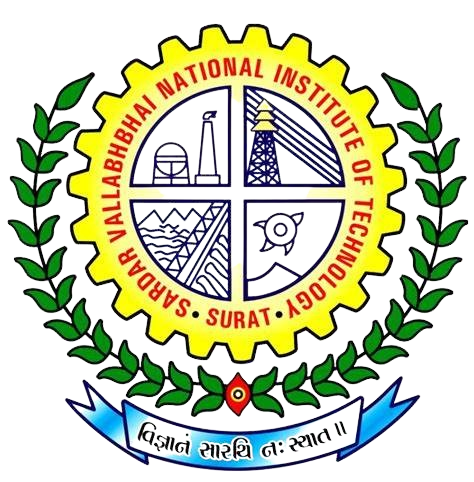 SARDAR VALLABHBHAI NATIONAL INSTITUTE OF TECHNOLOGY
• SURAT •
વિજ્ઞાનં સારથિ નઃ સ્યાત ॥